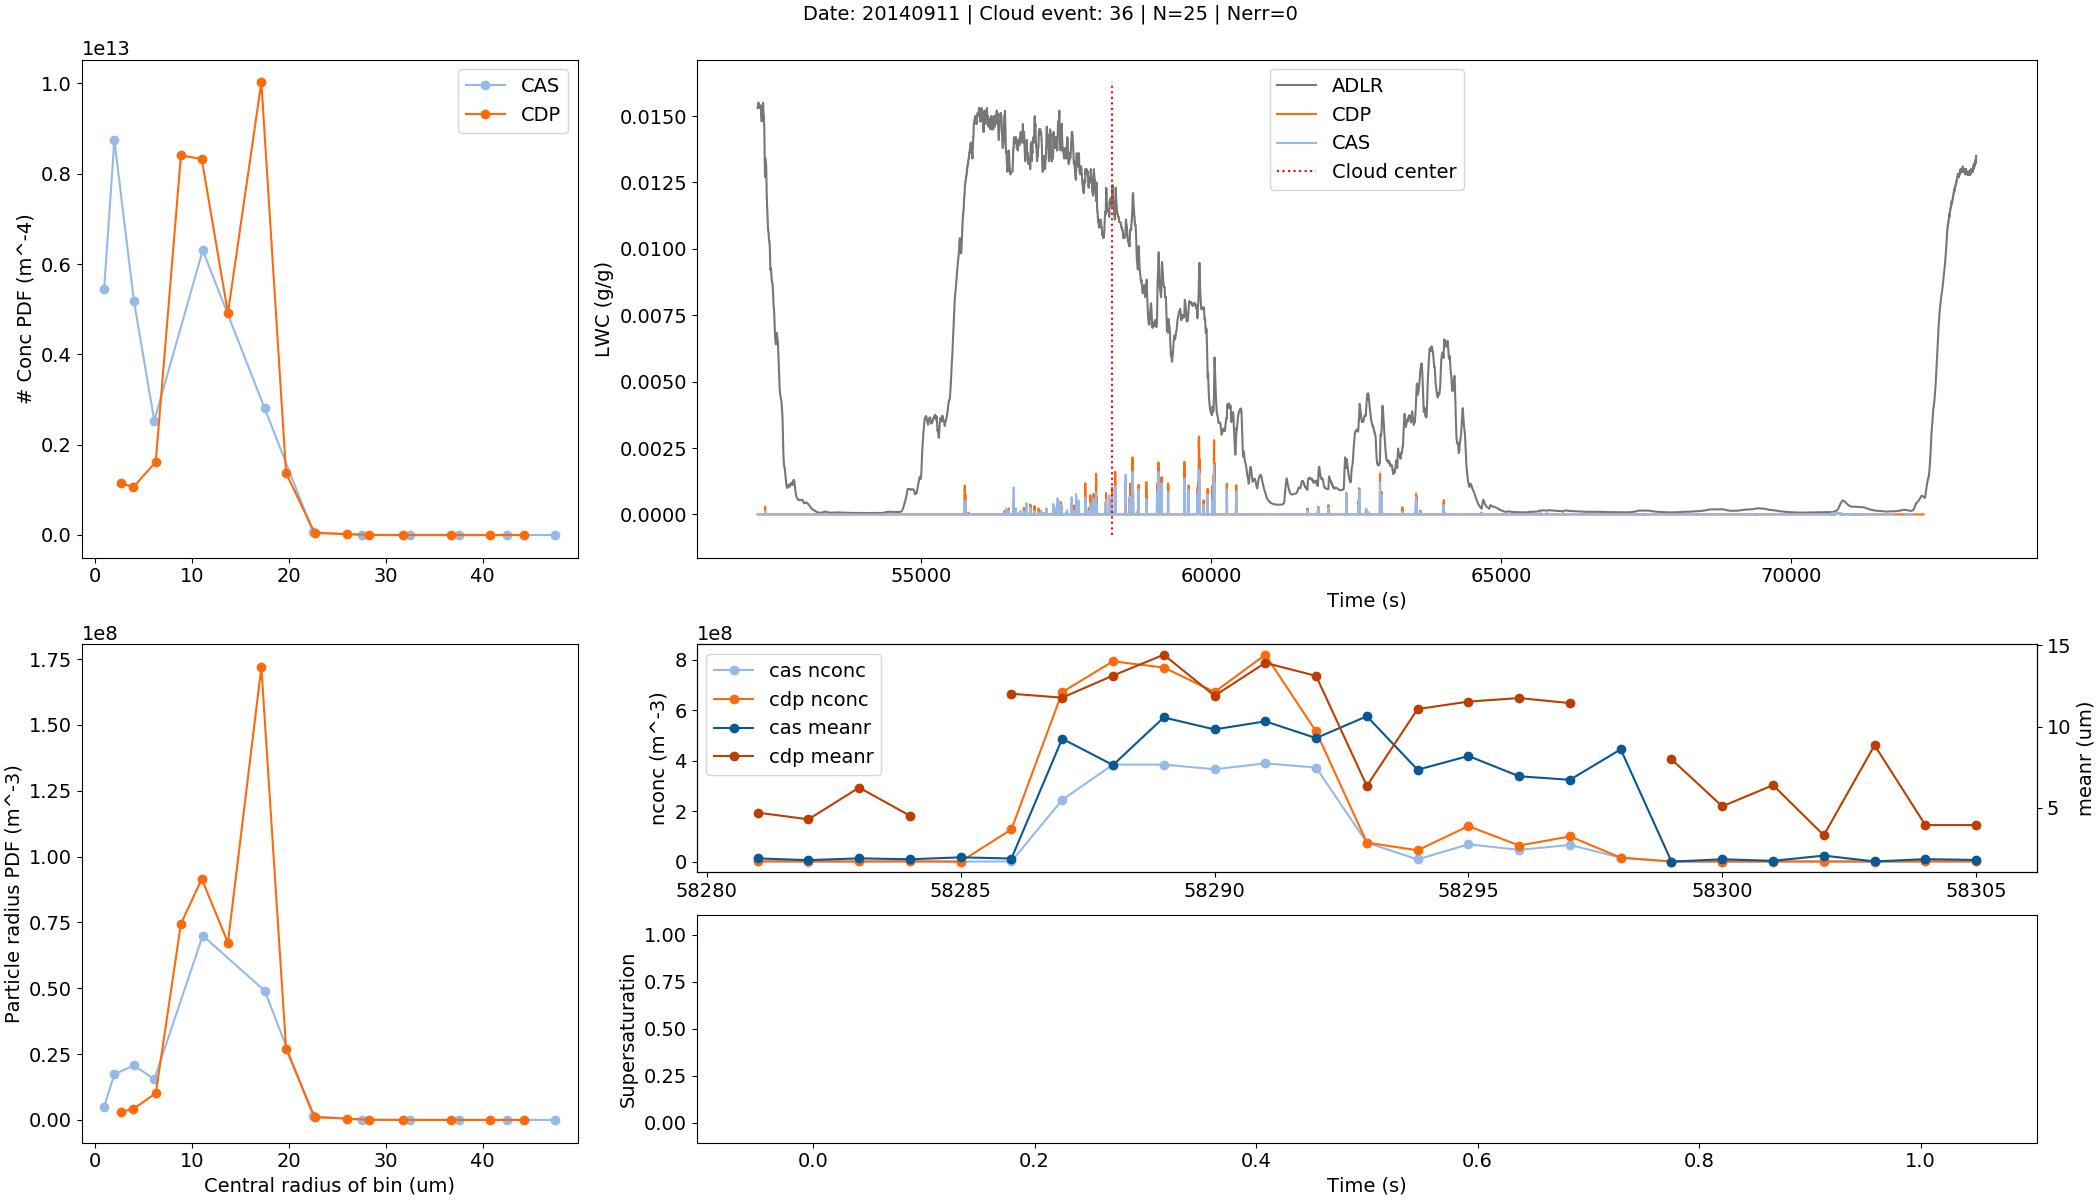 Date: 20140911 | Cloud event: 36 | N=25 | Nerr=0
1e13
# Conc PDF (m^-4)
1.0
0.8
0.6
0.4
0.2
0.0
0 10 20 30 40
CAS
CDP
LWC (g/g)
0.0150
0.0125
0.0100
0.0075
0.0050
0.0025
0.0000
55000 60000 65000 70000
Time (s)
ADLR
CDP
CAS
Cloud center
1e8
Particle radius PDF (m^-3)
1.75
1.50
1.25
1.00
0.75
0.50
0.25
0.00
0 10 20 30 40
Central radius of bin (um)
1e8
nconc (m^-3)
8
6
4
2
0
cas nconc
cdp nconc
cas meanr
cdp meanr
15
10
5
meanr (um)
58280 58285 58290 58295 58300 58305
Supersaturation
1.00
0.75
0.50
0.25
0.00
0.0 0.2 0.4 0.6 0.8 1.0
Time (s)